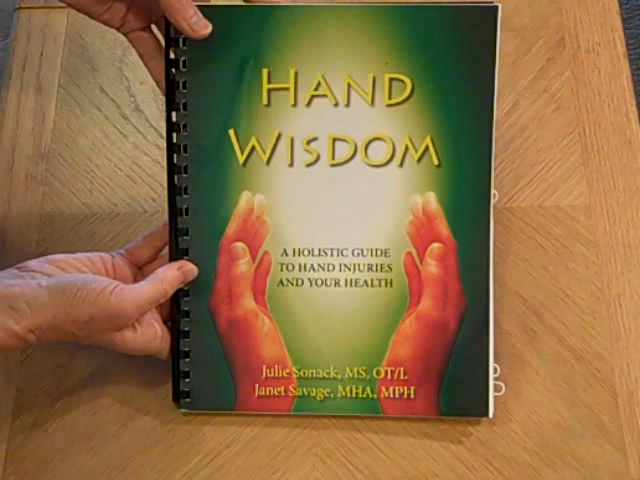 HAND
WISDOM
A HOLISTIC GUIDE
TO HAND INJURIES
AND YOUR HEALTH
Julie Sonack, MS, OT/L
Janet Savage, MHA, MPH